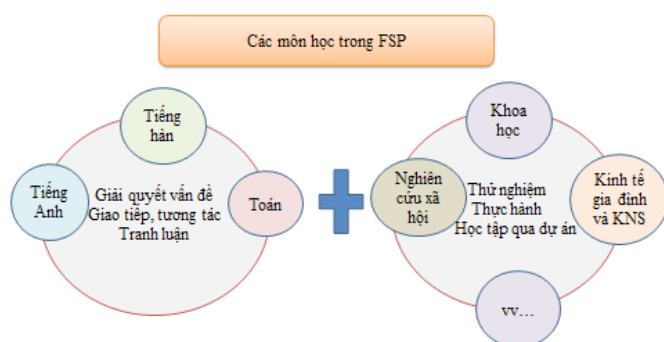 Các môn học trong FSP
Tiếng
hàn
Tiếng
Anh
Giải quyết vấn đề
Giao tiếp, tương tác
Tranh luận
Toán
Khoa
học
Nghiên
cứu xã
hội
Thử nghiệm
Thực hành
Học tập qua dự án
Kinh tế
gia đinh
và KNS
vv...